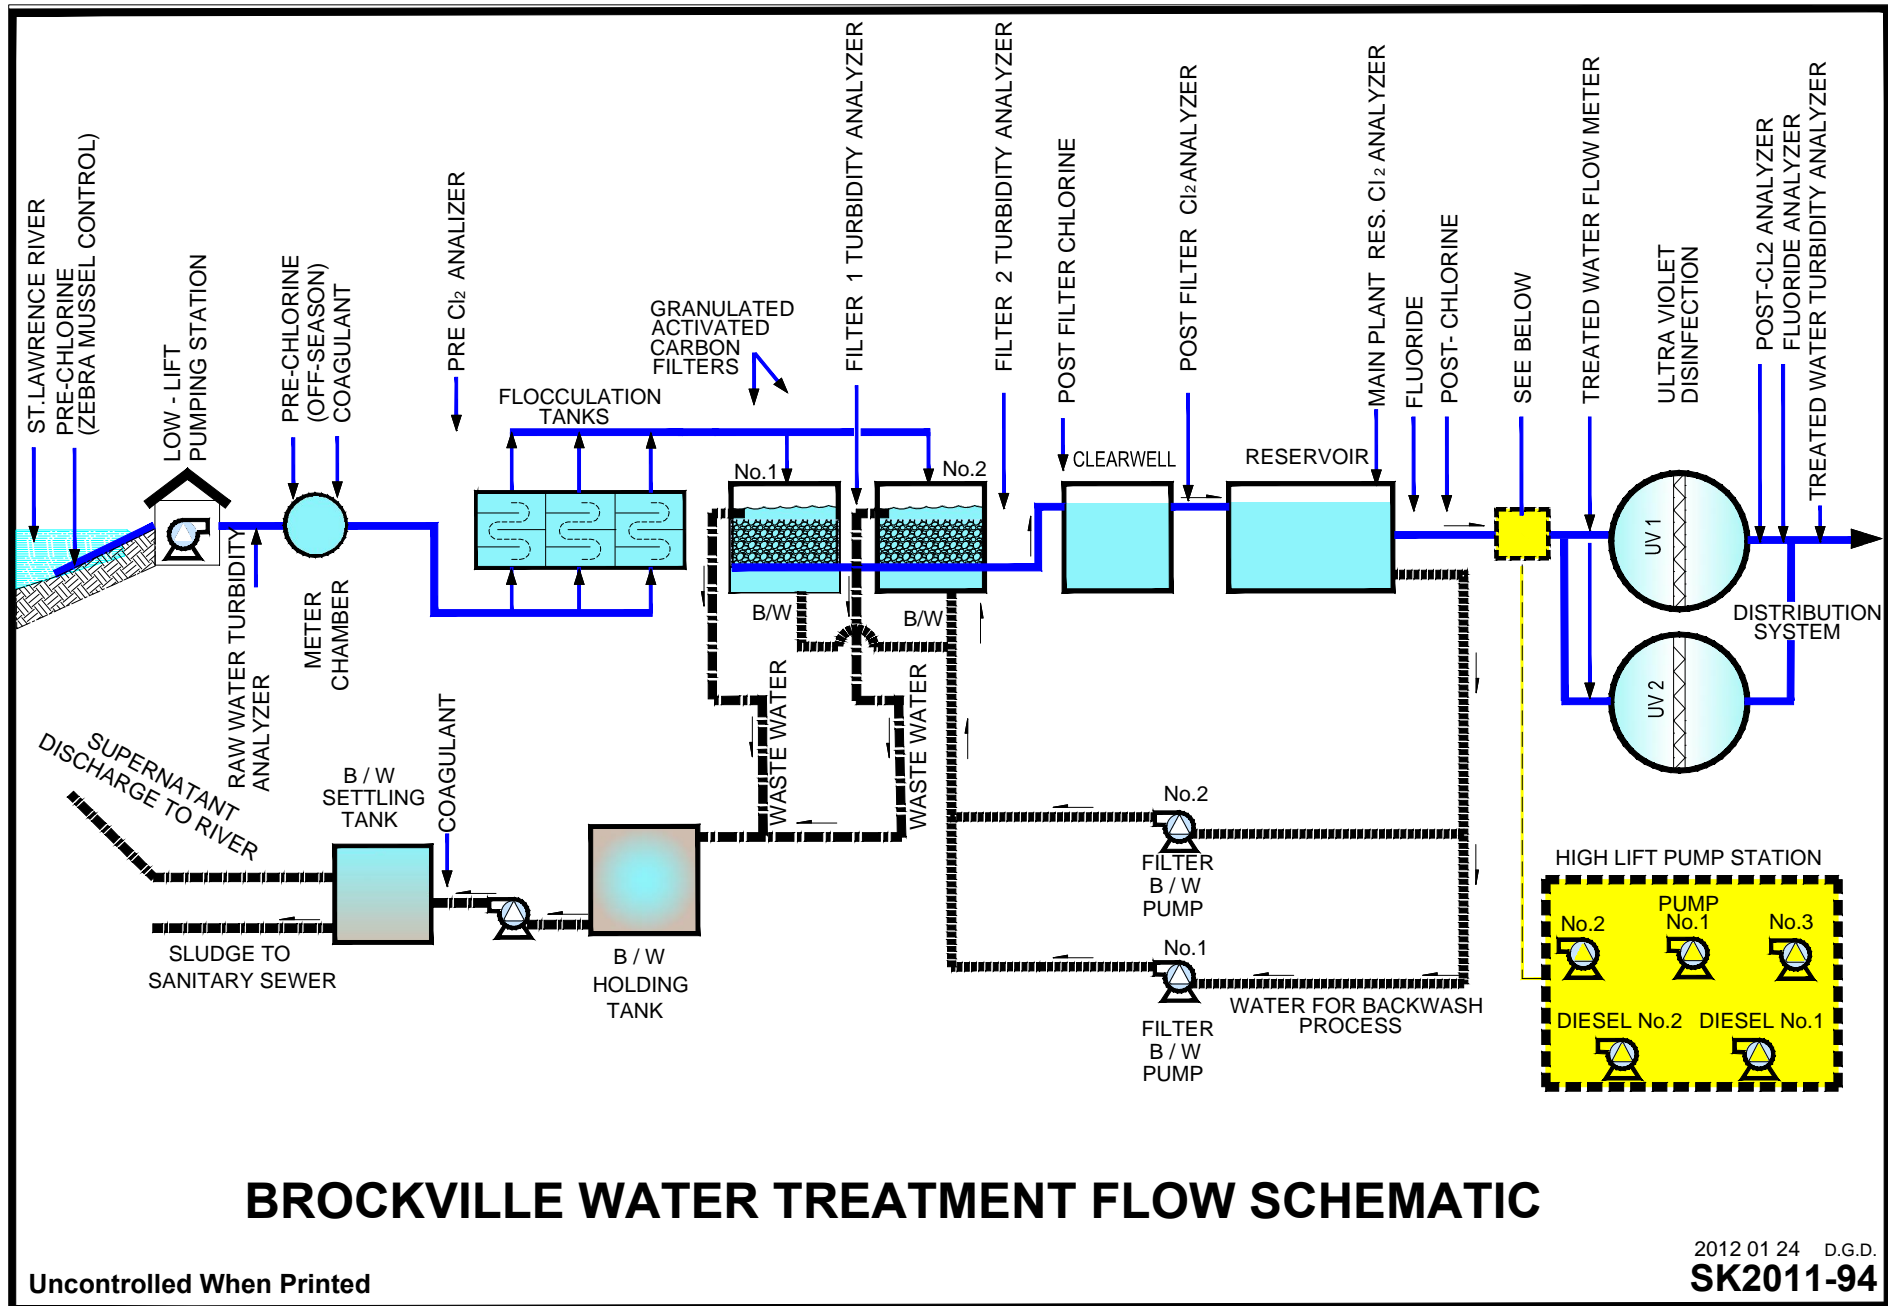 ST.LAWRENCE RIVER
PRE-CHLORINE
(ZEBRA MUSSEL CONTROL)
LOW - LIFT
PUMPING STATION
PRE-CHLORINE
(OFF-SEASON)
COAGULANT
PRE Cl2 ANALIZER
FLOCCULATION
TANKS
GRANULATED
ACTIVATED
CARBON
FILTERS
FILTER 1 TURBIDITY ANALYZER
FILTER 2 TURBIDITY ANALYZER
POST FILTER CHLORINE
POST FILTER Cl2 ANALYZER
MAIN PLANT RES. Cl2 ANALYZER
FLUORIDE
POST- CHLORINE
SEE BELOW
TREATED WATER FLOW METER
ULTRA VIOLET
DISINFECTION
POST-CL2 ANALYZER
FLUORIDE ANALYZER
TREATED WATER TURBIDITY ANALYZER
No.1
No.2
CLEARWELL
RESERVOIR
UV 1
UV 2
DISTRIBUTION
SYSTEM
RAW WATER TURBIDITY
ANALYZER
METER
CHAMBER
B/W
B/W
WASTE WATER
WASTE WATER
SUPERNATANT
DISCHARGE TO RIVER
B / W
SETTLING
TANK
COAGULANT
SLUDGE TO
SANITARY SEWER
B / W
HOLDING
TANK
No.2
FILTER
B / W
PUMP
No.1
FILTER
B / W
PUMP
WATER FOR BACKWASH
PROCESS
HIGH LIFT PUMP STATION
PUMP
No.2
No.1
No.3
DIESEL No.2
DIESEL No.1
BROCKVILLE WATER TREATMENT FLOW SCHEMATIC
2012 01 24 D.G.D.
SK2011-94
Uncontrolled When Printed